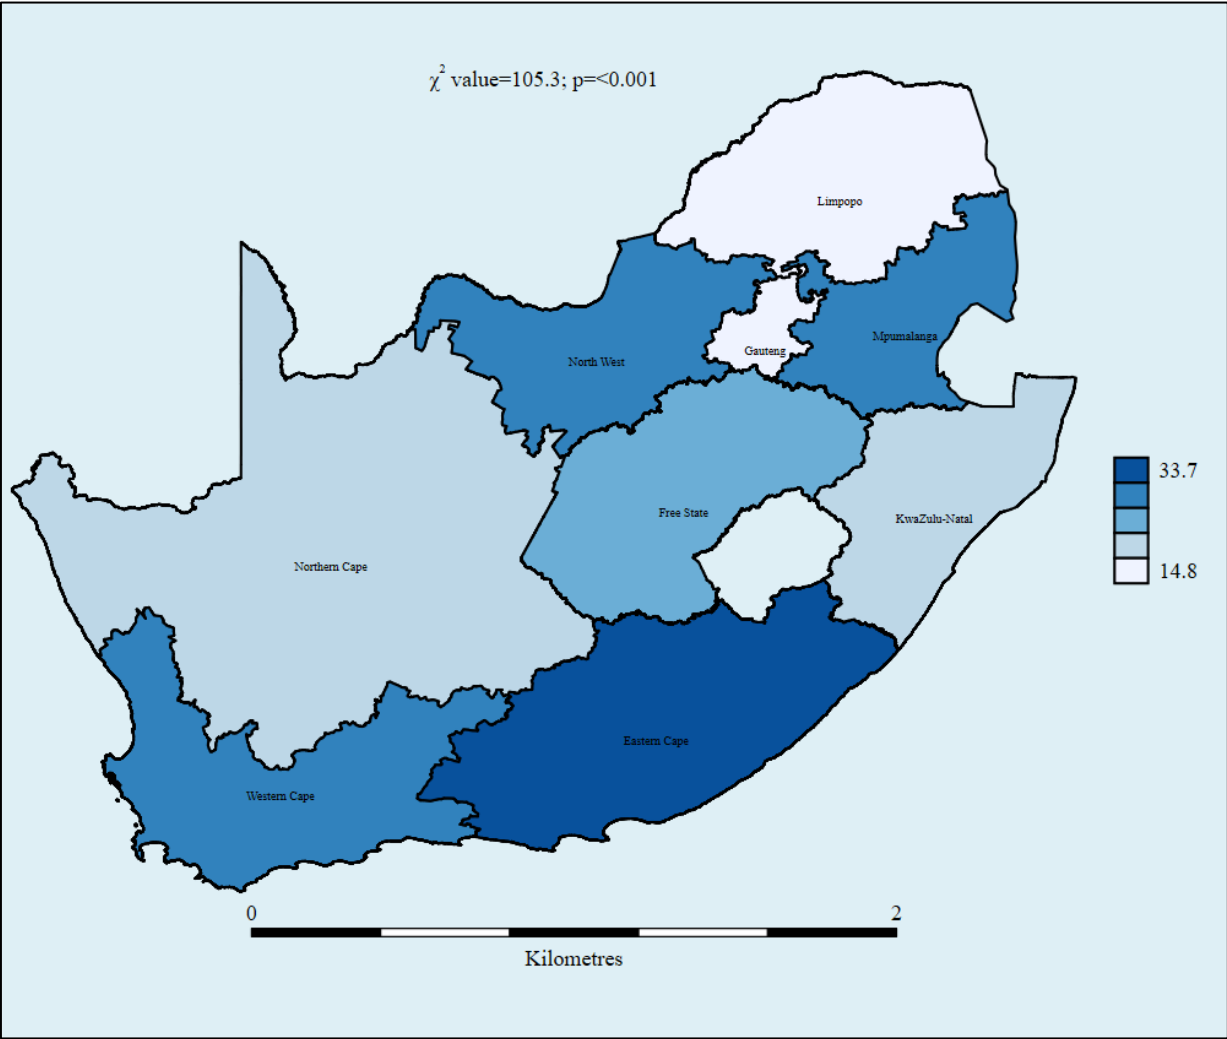 χ² value=105.3; p=<0.001
Limpopo
Mpumalanga
Gauteng
North West
Free State
KwaZulu-Natal
Northern Cape
Eastern Cape
Western Cape
33.7
14.8
0 2
Kilometres